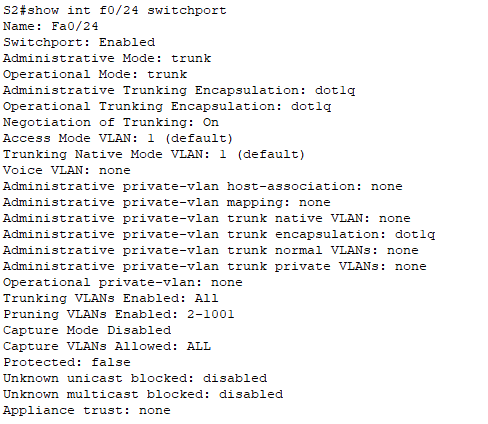 S2#show int f0/24 switchport
Name: Fa0/24
Switchport: Enabled
Administrative Mode: trunk
Operational Mode: trunk
Administrative Trunking Encapsulation: dot1q
Operational Trunking Encapsulation: dot1q
Negotiation of Trunking: On
Access Mode VLAN: 1 (default)
Trunking Native Mode VLAN: 1 (default)
Voice VLAN: none
Administrative private-vlan host-association: none
Administrative private-vlan mapping: none
Administrative private-vlan trunk native VLAN: none
Administrative private-vlan trunk encapsulation: dot1q
Administrative private-vlan trunk normal VLANs: none
Administrative private-vlan trunk private VLANs: none
Operational private-vlan: none
Trunking VLANs Enabled: All
Pruning VLANs Enabled: 2-1001
Capture Mode Disabled
Capture VLANs Allowed: ALL
Protected: false
Unknown unicast blocked: disabled
Unknown multicast blocked: disabled
Appliance trust: none